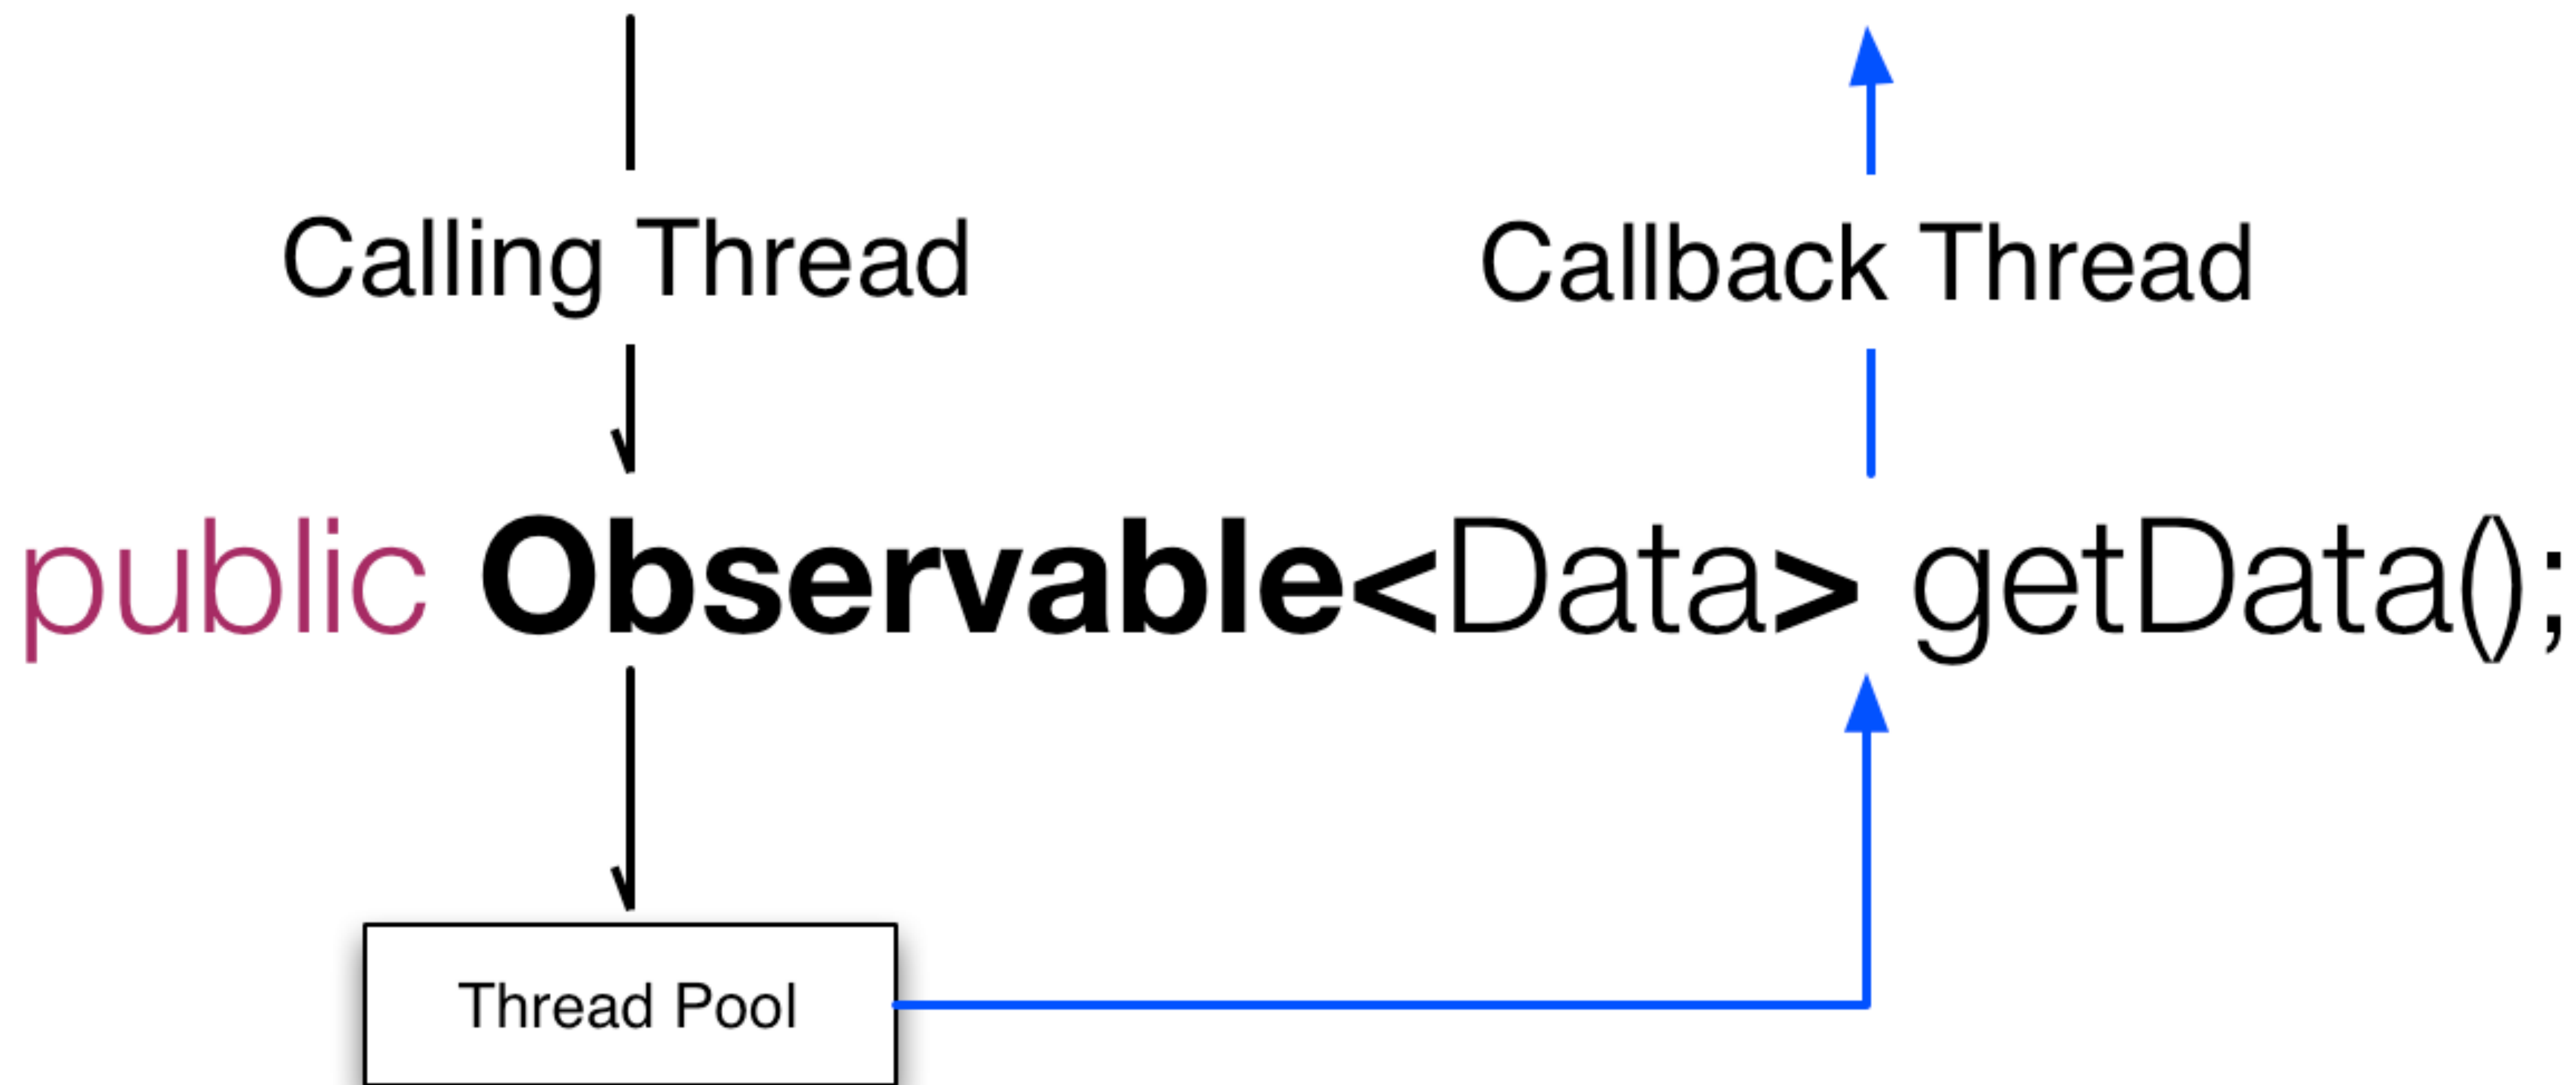 Calling Thread
Callback Thread
public Observable<Data> getData();
Thread Pool